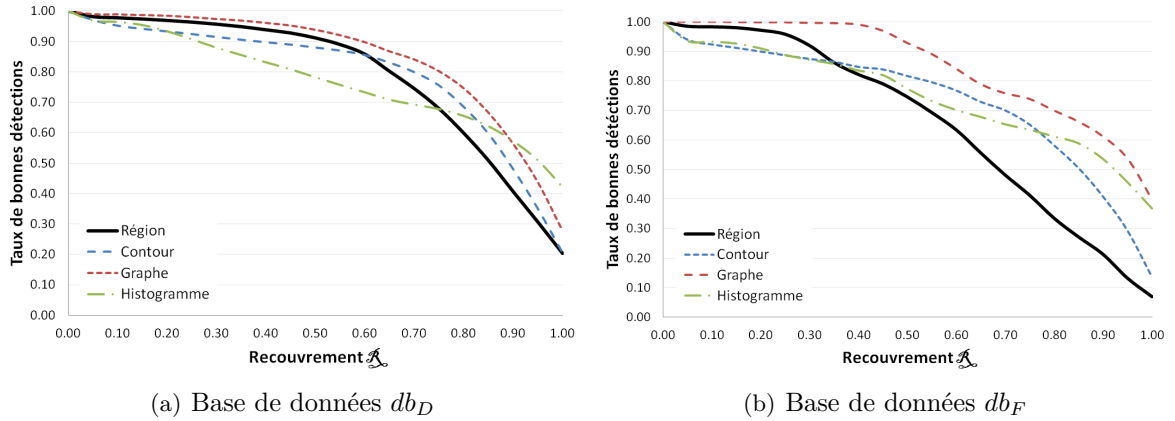 Taux de bonnes détections
1.00
0.90
0.80
0.70
0.60
0.50
0.40
0.30
0.20
0.10
0.00
Région
Contour
Graphe
Histogramme
0.00 0.10 0.20 0.30 0.40 0.50 0.60 0.70 0.80 0.90 1.00
Recouvrement ℛ
(a) Base de données db_D
Taux de bonnes détéctions
1.00
0.90
0.80
0.70
0.60
0.50
0.40
0.30
0.20
0.10
0.00
Région
Contour
Graphe
Histogramme
0.00 0.10 0.20 0.30 0.40 0.50 0.60 0.70 0.80 0.90 1.00
Recouvrement ℛ
(b) Base de données db_F